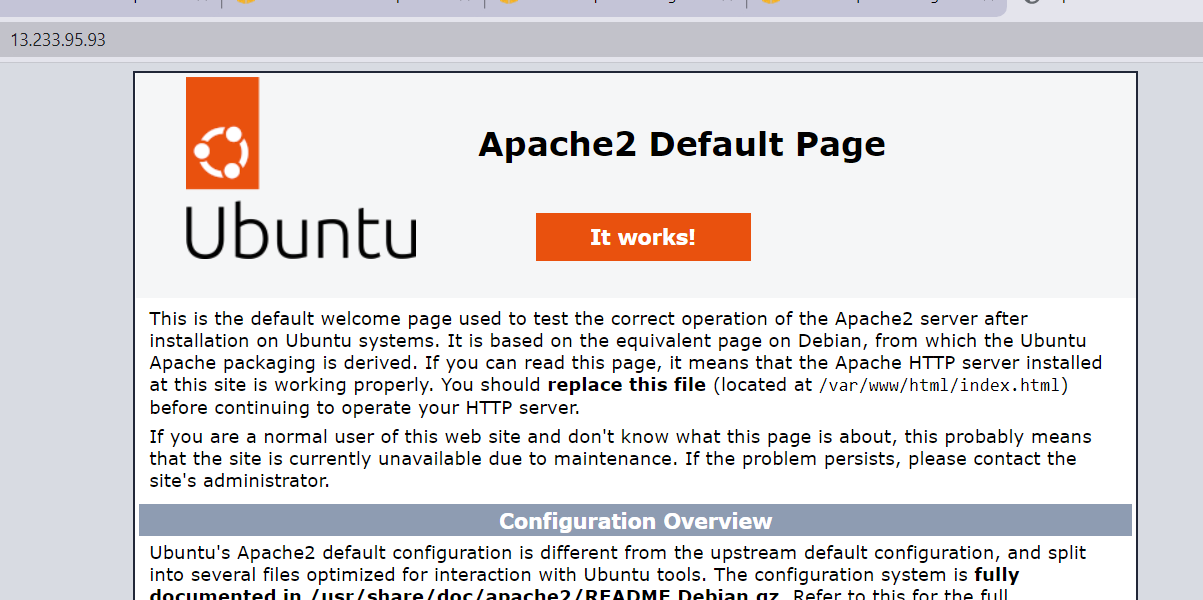 13.233.95.93
Apache2 Default Page
Ubuntu
It works!
This is the default welcome page used to test the correct operation of the Apache2 server after
installation on Ubuntu systems. It is based on the equivalent page on Debian, from which the Ubuntu
Apache packaging is derived. If you can read this page, it means that the Apache HTTP server installed
at this site is working properly. You should replace this file (located at /var/www/html/index.html)
before continuing to operate your HTTP server.
If you are a normal user of this web site and don't know what this page is about, this probably means
that the site is currently unavailable due to maintenance. If the problem persists, please contact the
site's administrator.
Configuration Overview
Ubuntu's Apache2 default configuration is different from the upstream default configuration, and split
into several files optimized for interaction with Ubuntu tools. The configuration system is fully
documented in /usr/share/doc/apache2/README.Debian.gz. Refer to this for the full